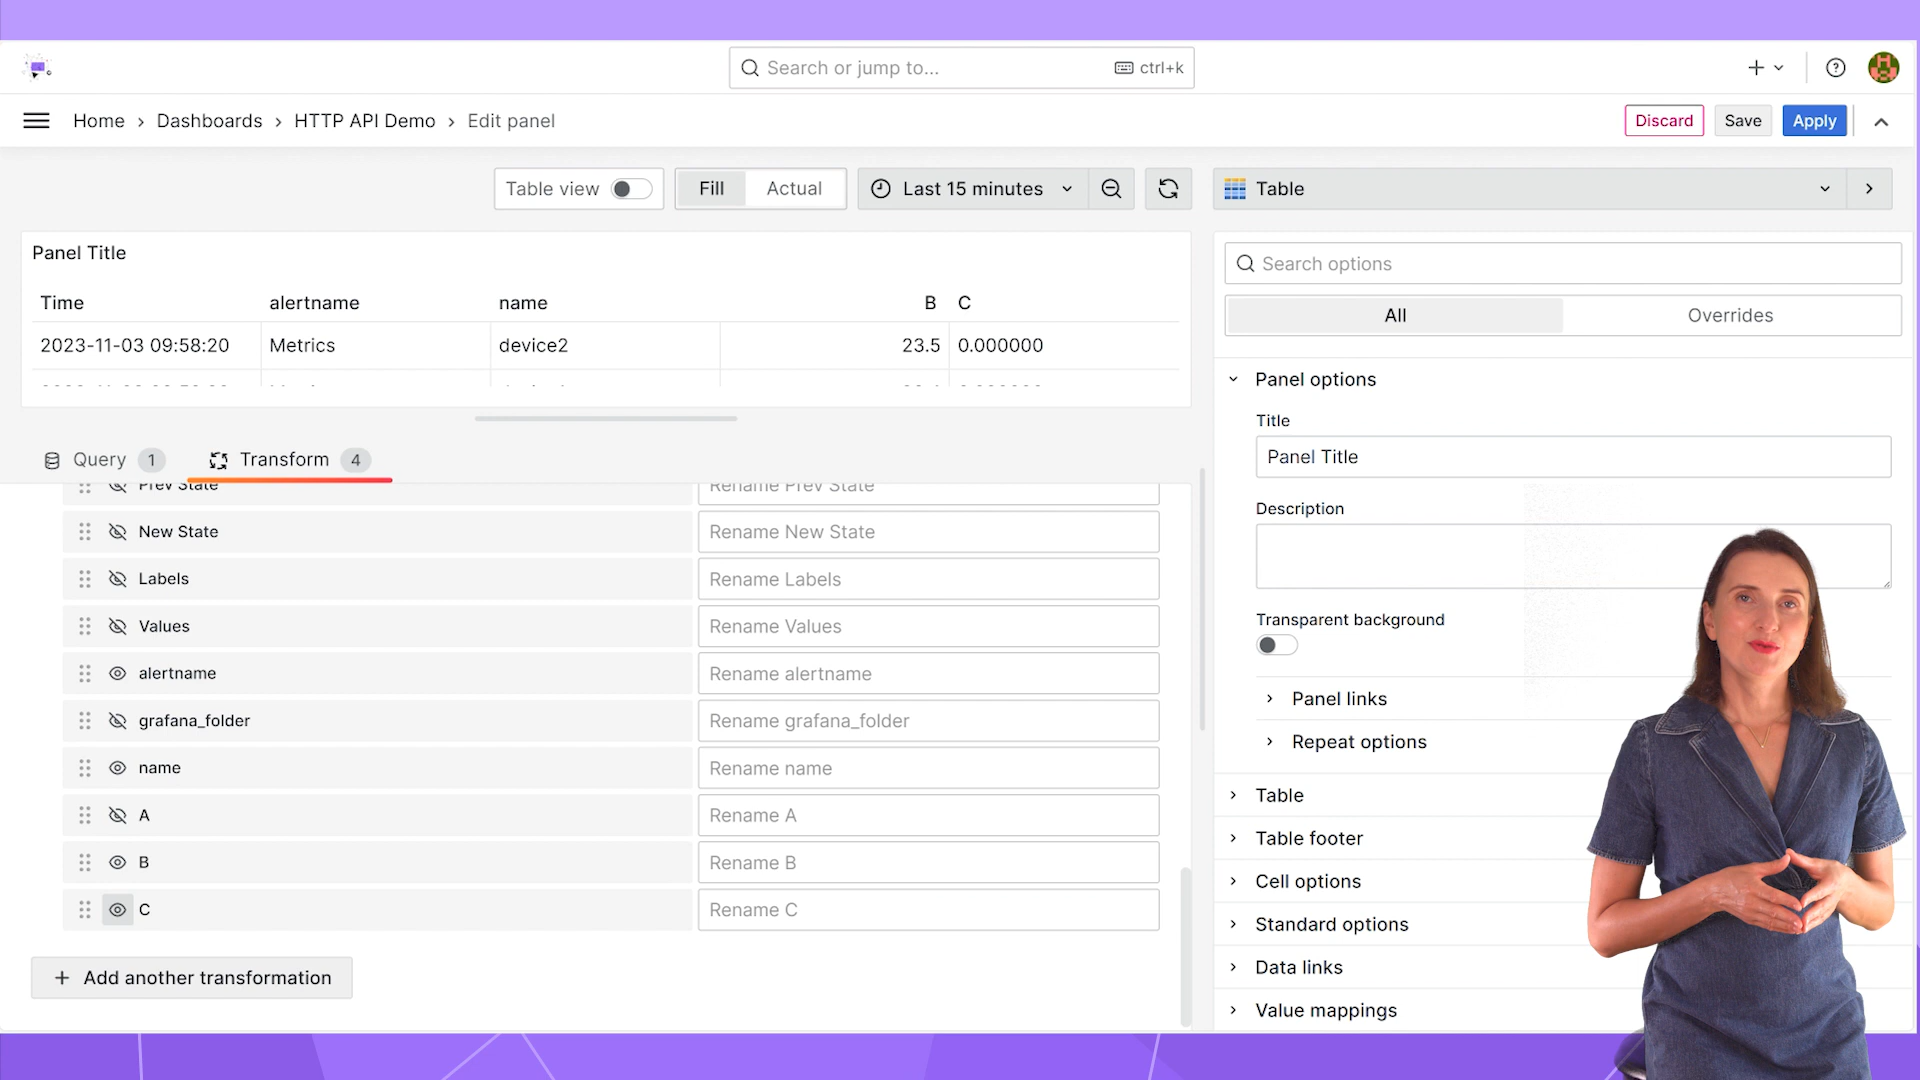 Search or jump to...
ctrl+k
Home › Dashboards › HTTP API Demo › Edit panel
Discard
Save
Apply
Table view
Fill
Actual
Last 15 minutes
Table
Panel Title
Time alertname name B C
2023-11-03 09:58:20 Metrics device2 23.5 0.000000
Query 1
Transform 4
Prev State
Rename Prev State
New State
Rename New State
Labels
Rename Labels
Values
Rename Values
alertname
Rename alertname
grafana_folder
Rename grafana_folder
name
Rename name
A
Rename A
B
Rename B
C
Rename C
+ Add another transformation
Search options
All
Overrides
Panel options
Title
Panel Title
Description
Transparent background
Panel links
Repeat options
Table
Table footer
Cell options
Standard options
Data links
Value mappings